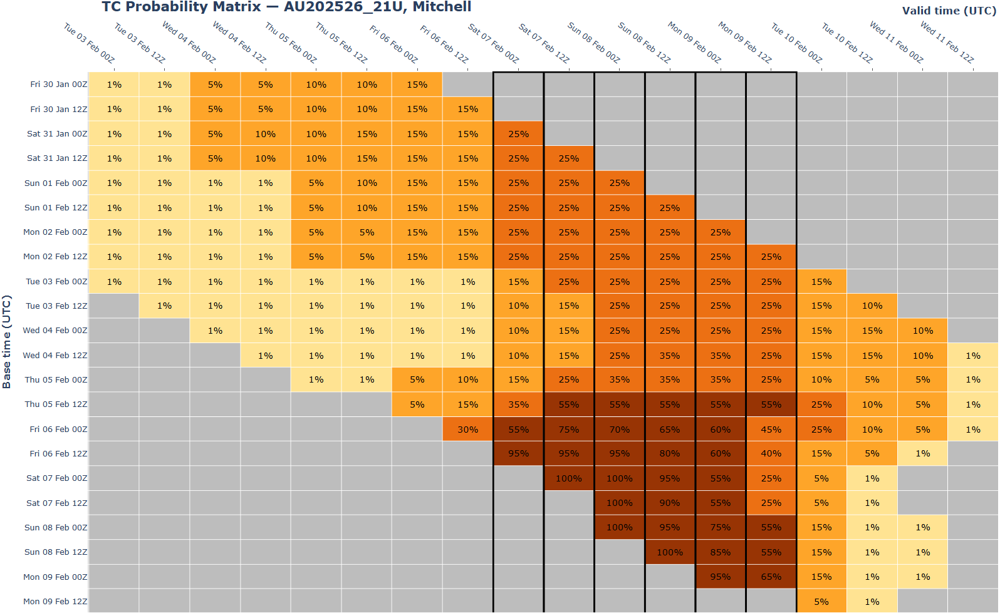 TC Probability Matrix — AU202526_21U, Mitchell
Valid time (UTC)
Tue 03 Feb 00Z Tue 03 Feb 12Z Wed 04 Feb 00Z Wed 04 Feb 12Z Thu 05 Feb 00Z Thu 05 Feb 12Z Fri 06 Feb 00Z Fri 06 Feb 12Z Sat 07 Feb 00Z Sat 07 Feb 12Z Sun 08 Feb 00Z Sun 08 Feb 12Z Mon 09 Feb 00Z Mon 09 Feb 12Z Tue 10 Feb 00Z Tue 10 Feb 12Z Wed 11 Feb 00Z Wed 11 Feb 12Z
Base time (UTC)
Fri 30 Jan 00Z 1% 1% 5% 5% 10% 10% 15%
Fri 30 Jan 12Z 1% 1% 5% 5% 10% 10% 15% 15%
Sat 31 Jan 00Z 1% 1% 5% 10% 10% 15% 15% 15% 25%
Sat 31 Jan 12Z 1% 1% 5% 10% 10% 15% 15% 15% 25% 25%
Sun 01 Feb 00Z 1% 1% 1% 1% 5% 10% 15% 15% 25% 25% 25%
Sun 01 Feb 12Z 1% 1% 1% 1% 5% 10% 15% 15% 25% 25% 25% 25%
Mon 02 Feb 00Z 1% 1% 1% 1% 5% 5% 15% 15% 25% 25% 25% 25% 25%
Mon 02 Feb 12Z 1% 1% 1% 1% 5% 5% 15% 15% 25% 25% 25% 25% 25% 25%
Tue 03 Feb 00Z 1% 1% 1% 1% 1% 1% 1% 1% 15% 25% 25% 25% 25% 25% 15%
Tue 03 Feb 12Z 1% 1% 1% 1% 1% 1% 1% 10% 15% 25% 25% 25% 25% 15% 10%
Wed 04 Feb 00Z 1% 1% 1% 1% 1% 1% 10% 15% 25% 25% 25% 25% 15% 15% 10%
Wed 04 Feb 12Z 1% 1% 1% 1% 1% 10% 15% 25% 35% 35% 25% 15% 15% 10% 1%
Thu 05 Feb 00Z 1% 1% 5% 10% 15% 25% 35% 35% 35% 25% 10% 5% 5% 1%
Thu 05 Feb 12Z 5% 15% 35% 55% 55% 55% 55% 55% 25% 10% 5% 1%
Fri 06 Feb 00Z 30% 55% 75% 70% 65% 60% 45% 25% 10% 5% 1%
Fri 06 Feb 12Z 95% 95% 95% 80% 60% 40% 15% 5% 1%
Sat 07 Feb 00Z 100% 100% 95% 55% 25% 5% 1%
Sat 07 Feb 12Z 100% 90% 55% 25% 5% 1%
Sun 08 Feb 00Z 100% 95% 75% 55% 15% 1% 1%
Sun 08 Feb 12Z 100% 85% 55% 15% 1% 1%
Mon 09 Feb 00Z 95% 65% 15% 1% 1%
Mon 09 Feb 12Z 5% 1%